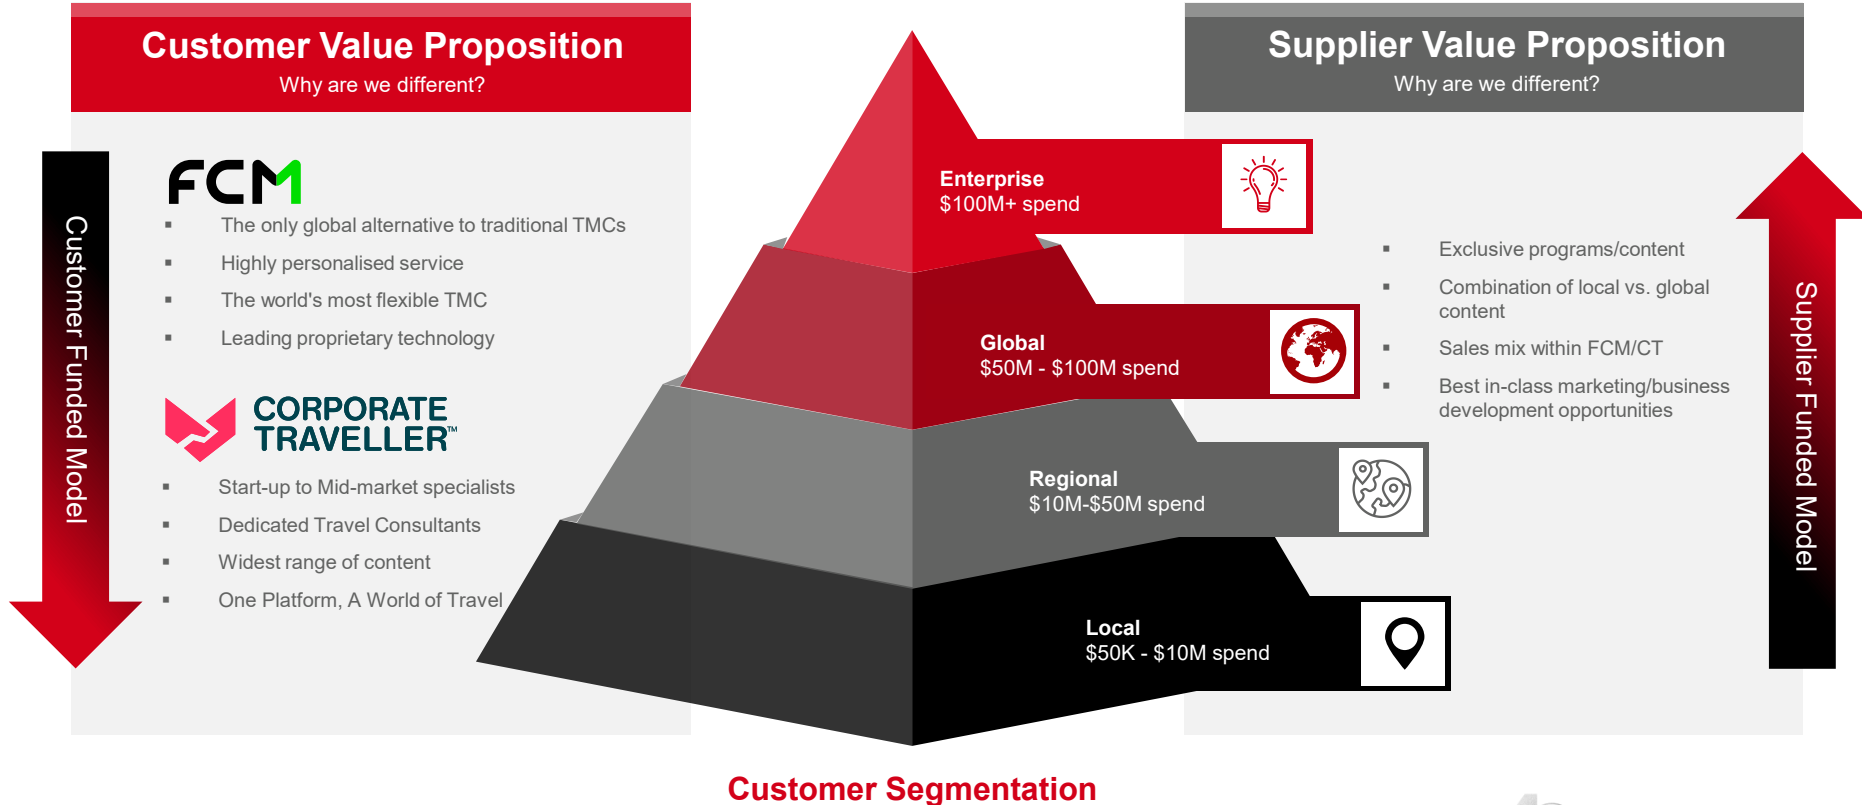 Customer Value Proposition
Why are we different?
Customer Funded Model
FCM
The only global alternative to traditional TMCs
Highly personalised service
The world's most flexible TMC
Leading proprietary technology
CORPORATE
TRAVELLER™
Start-up to Mid-market specialists
Dedicated Travel Consultants
Widest range of content
One Platform, A World of Travel
Enterprise
$100M+ spend
Global
$50M - $100M spend
Regional
$10M-$50M spend
Local
$50K - $10M spend
Customer Segmentation
Supplier Value Proposition
Why are we different?
Exclusive programs/content
Combination of local vs. global
content
Sales mix within FCM/CT
Best in-class marketing/business
development opportunities
Supplier Funded Model